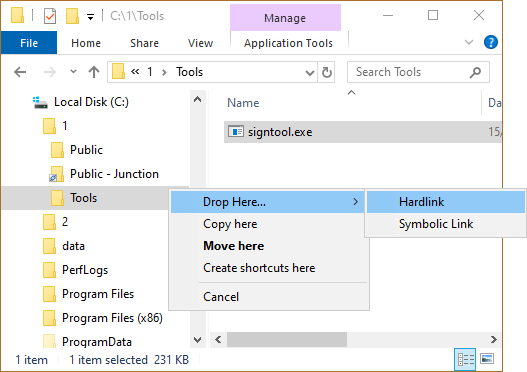 C:\1\Tools
Manage
File
Home
Share
View
Application Tools
« 1 > Tools
Search Tools
Local Disk (C:)
1
Public
Public - Junction
Tools
2
data
PerfLogs
Program Files
Program Files (x86)
ProgramData
Name
Da
signtool.exe
15/
Drop Here...
Copy here
Move here
Create shortcuts here
Cancel
Hardlink
Symbolic Link
1 item
1 item selected 231 KB